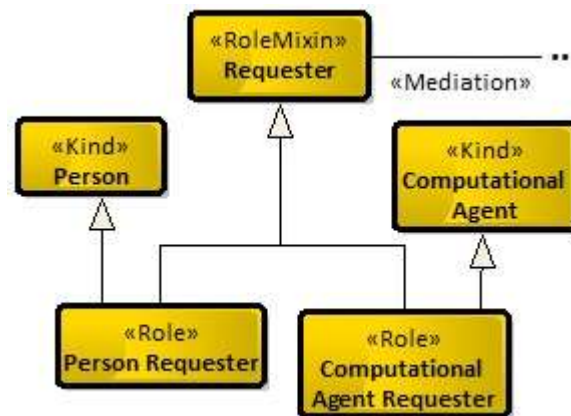 «RoleMixin»
Requester
«Mediation»
«Kind»
Person
«Kind»
Computational
Agent
«Role»
Person Requester
«Role»
Computational
Agent Requester